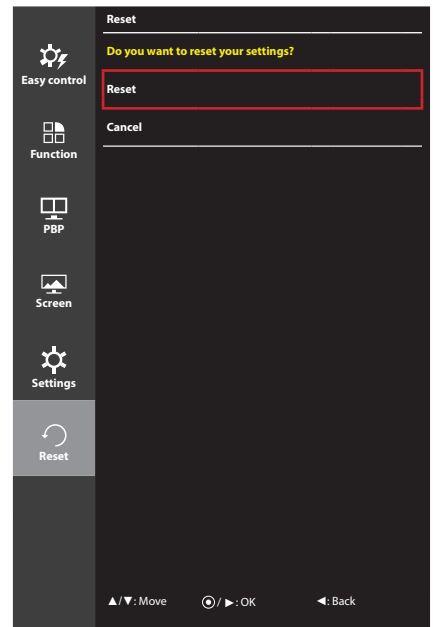 Reset
Do you want to reset your settings?
Reset
Cancel
Easy control
Function
PBP
Screen
Settings
Reset
▲/▼: Move ⦿/ ►: OK ◄: Back